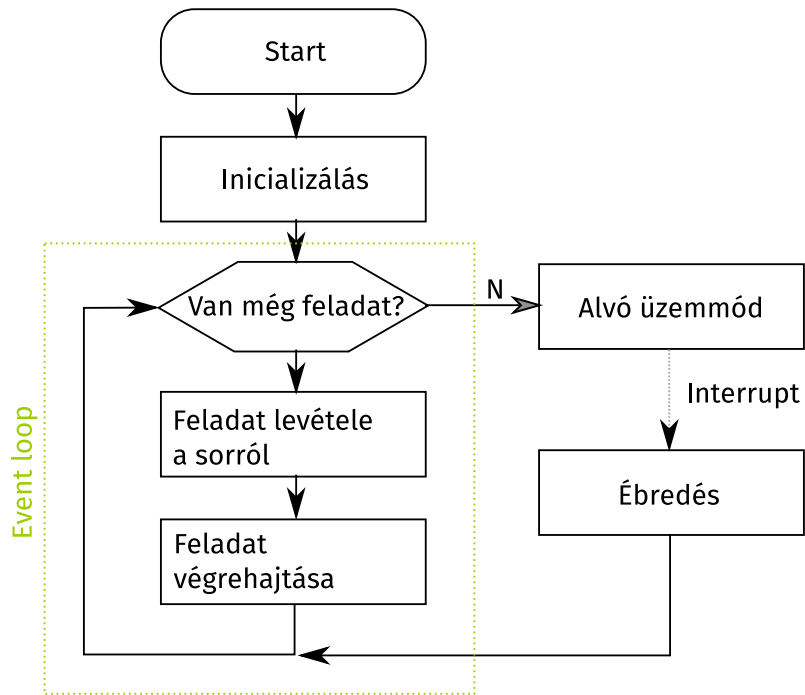 Start
Inicializálás
Van még feladat?
N
Alvó üzemmód
Interrupt
Feladat levétele
a sorról
Event loop
Ébredés
Feladat
végrehajtása